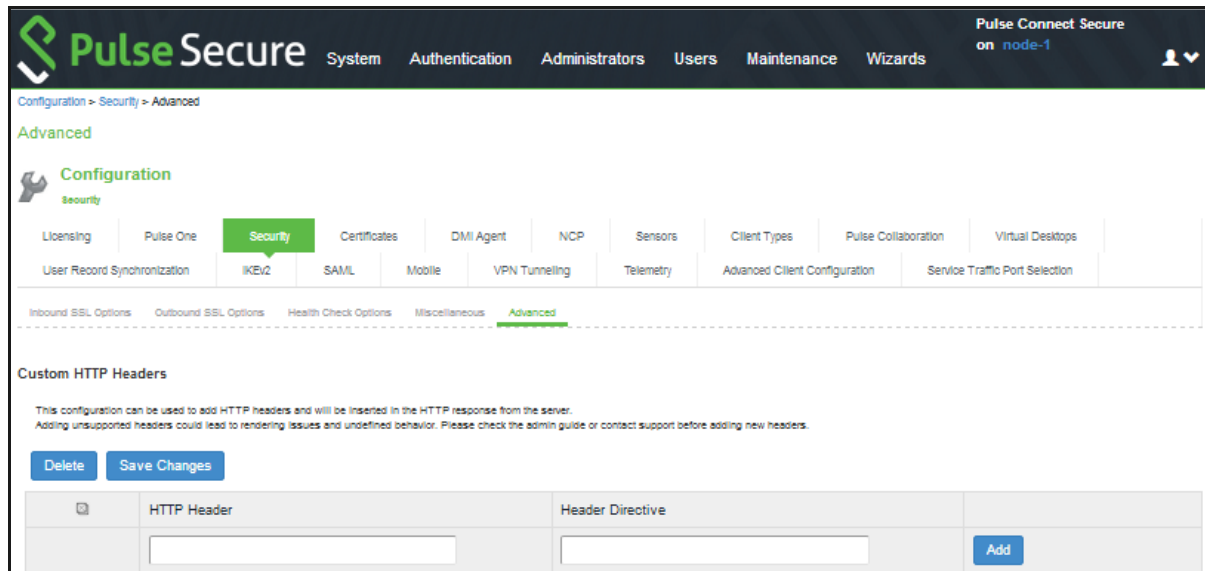 Pulse Secure
System Authentication Administrators Users Maintenance Wizards
Pulse Connect Secure
on node-1
Configuration > Security > Advanced
Advanced
Configuration
Security
Licensing Pulse One Security Certificates DMI Agent NCP Sensors Client Types Pulse Collaboration Virtual Desktops
User Record Synchronization IKEv2 SAML Mobile VPN Tunneling Telemetry Advanced Client Configuration Service Traffic Port Selection
Inbound SSL Options Outbound SSL Options Health Check Options Miscellaneous Advanced
Custom HTTP Headers
This configuration can be used to add HTTP headers and will be inserted in the HTTP response from the server.
Adding unsupported headers could lead to rendering issues and undefined behavior. Please check the admin guide or contact support before adding new headers.
Delete Save Changes
HTTP Header Header Directive
Add